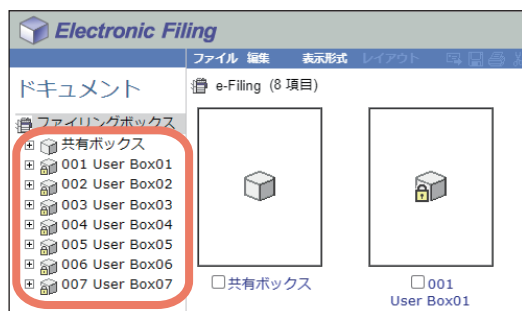 Electronic Filing
ファイル 編集 表示形式 レイアウト
ドキュメント
e-Filing (8 項目)
ファイリングボックス
共有ボックス
001 User Box01
002 User Box02
003 User Box03
004 User Box04
005 User Box05
006 User Box06
007 User Box07
共有ボックス
001
User Box01